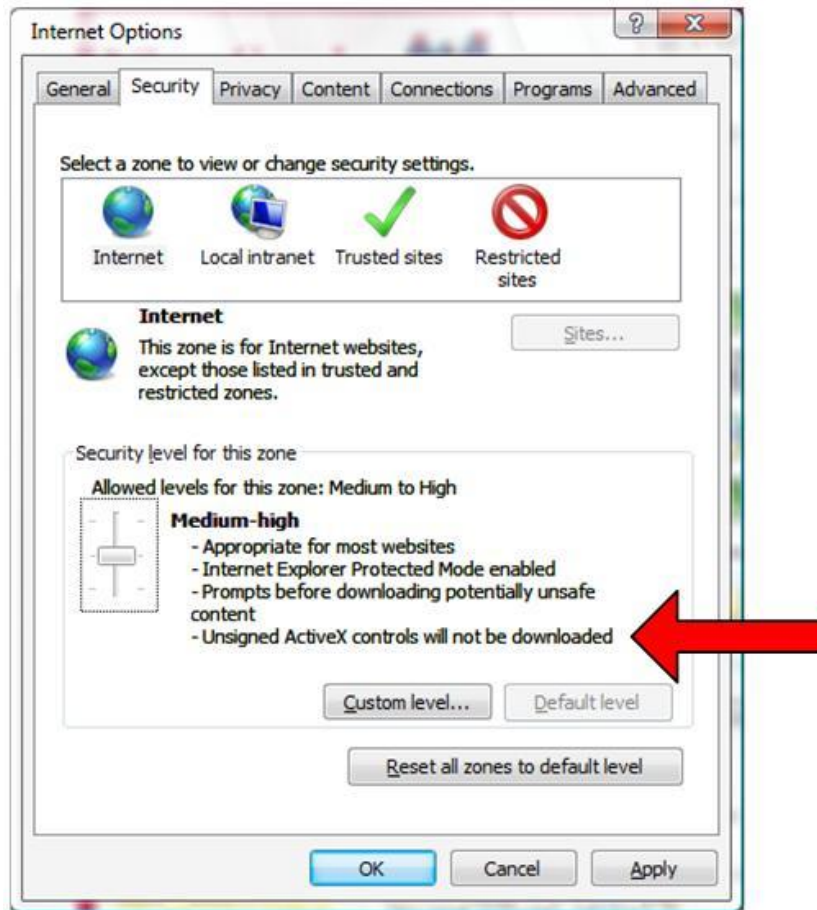 Internet Options
?
X
General Security Privacy Content Connections Programs Advanced
Select a zone to view or change security settings.
Internet Local intranet Trusted sites Restricted
sites
Internet
Sites...
This zone is for Internet websites,
except those listed in trusted and
restricted zones.
Security level for this zone
Allowed levels for this zone: Medium to High
Medium-high
- Appropriate for most websites
- Internet Explorer Protected Mode enabled
- Prompts before downloading potentially unsafe
content
- Unsigned ActiveX controls will not be downloaded
Custom level... Default level
Reset all zones to default level
OK Cancel Apply